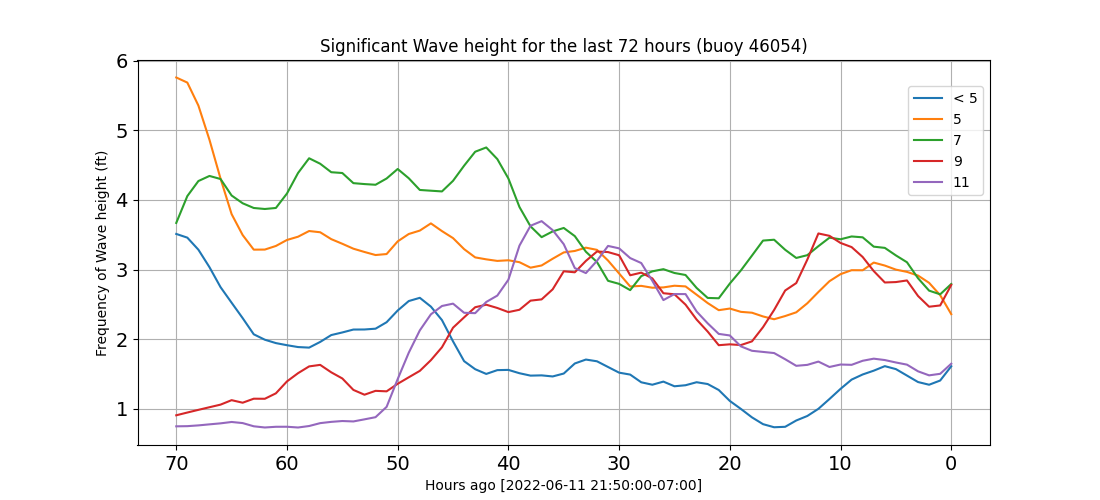 Significant Wave height for the last 72 hours (buoy 46054)
Frequency of Wave height (ft)
6
5
4
3
2
1
< 5
5
7
9
11
70 60 50 40 30 20 10 0
Hours ago [2022-06-11 21:50:00-07:00]